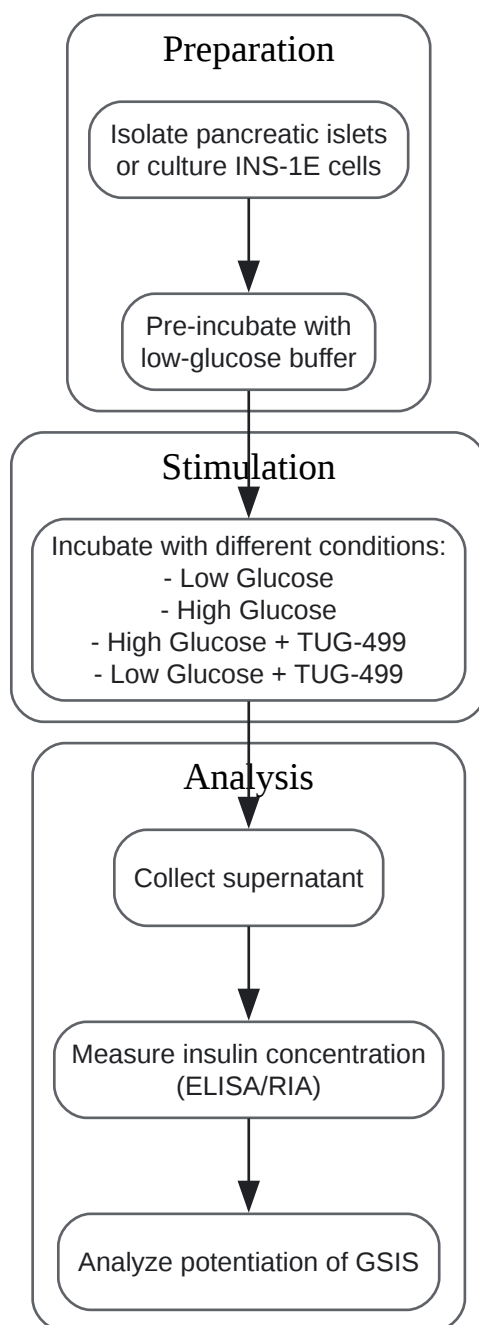 Preparation
Isolate pancreatic islets
or culture INS-1E cells
Pre-incubate with
low-glucose buffer
Stimulation
Incubate with different conditions:
- Low Glucose
- High Glucose
- High Glucose + TUG-499
- Low Glucose + TUG-499
Analysis
Collect supernatant
Measure insulin concentration
(ELISA/RIA)
Analyze potentiation of GSIS